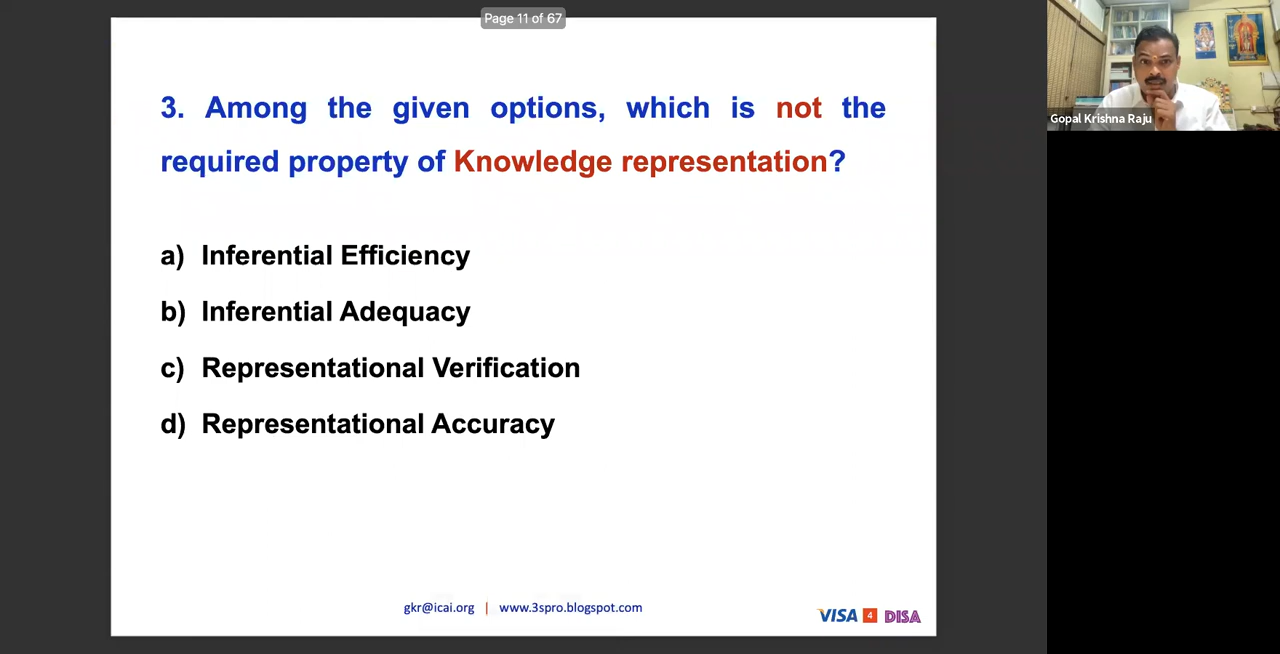 Page 11 of 67
3. Among the given options, which is not the
required property of Knowledge representation?
a) Inferential Efficiency
b) Inferential Adequacy
c) Representational Verification
d) Representational Accuracy
gkr@icai.org | www.3spro.blogspot.com
VISA 4 DISA
Gopal Krishna Raju